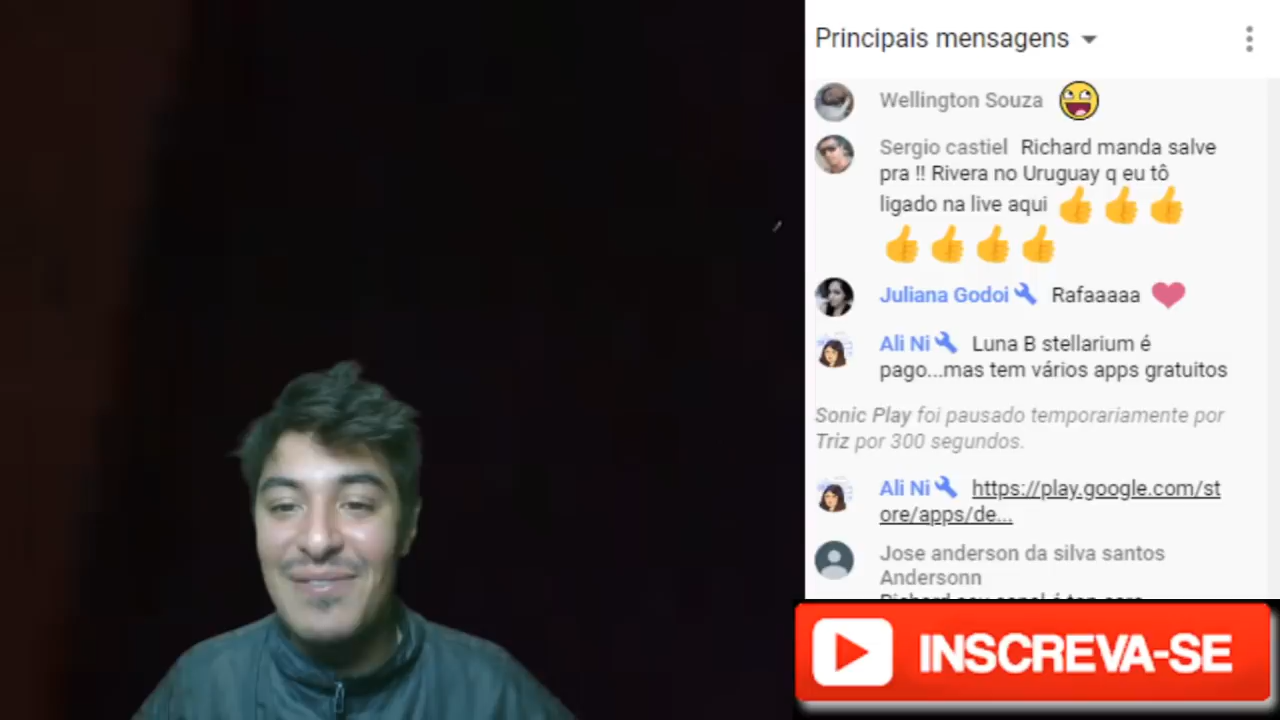 Principais mensagens
Wellington Souza
Sergio castiel Richard manda salve
pra !! Rivera no Uruguay q eu tô
ligado na live aqui
Juliana Godoi Rafaaaaa
Ali Ni Luna B stellarium é
pago...mas tem vários apps gratuitos
Sonic Play foi pausado temporariamente por
Triz por 300 segundos.
Ali Ni https://play.google.com/st
ore/apps/de...
Jose anderson da silva santos
Andersonn
INSCREVA-SE